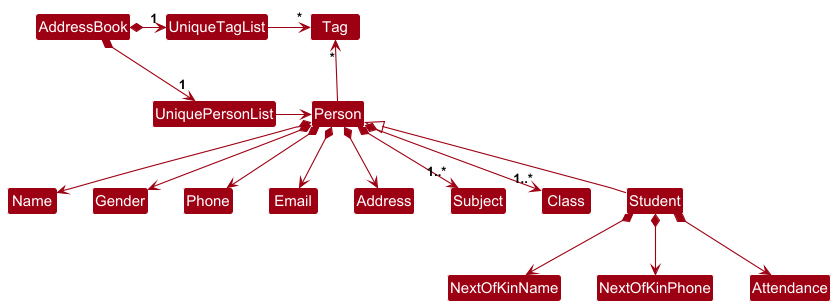 AddressBook 1 UniqueTagList * Tag
*
1
UniquePersonList Person
1..* 1..*
Name Gender Phone Email Address Subject Class Student
NextOfKinName NextOfKinPhone Attendance